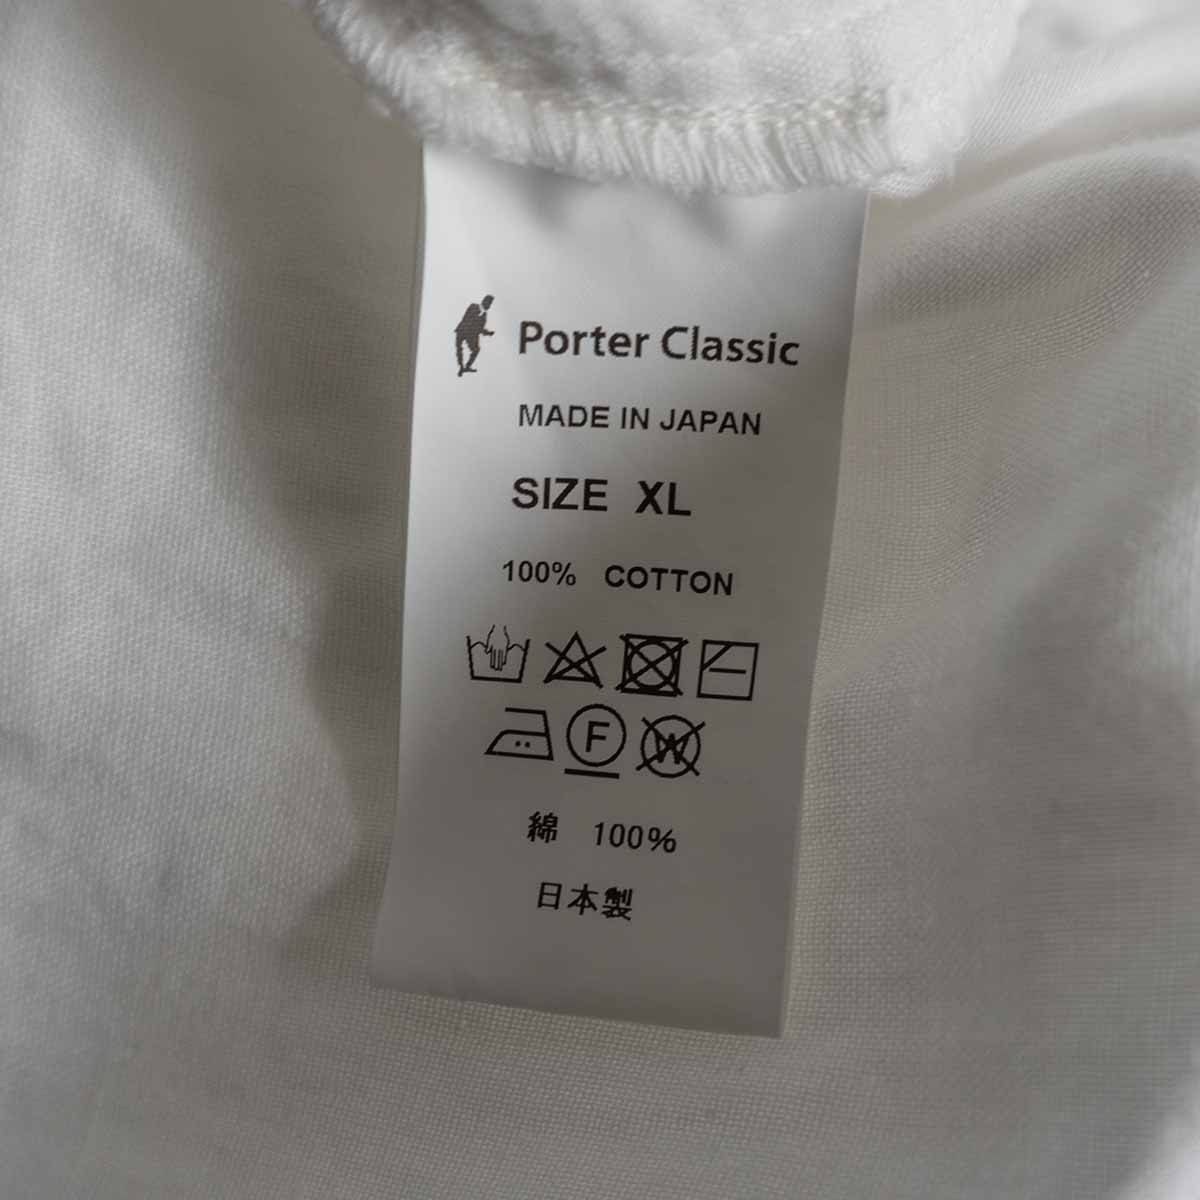 Porter Classic
MADE IN JAPAN
SIZE XL
100% COTTON
F W
綿 100%
日本製